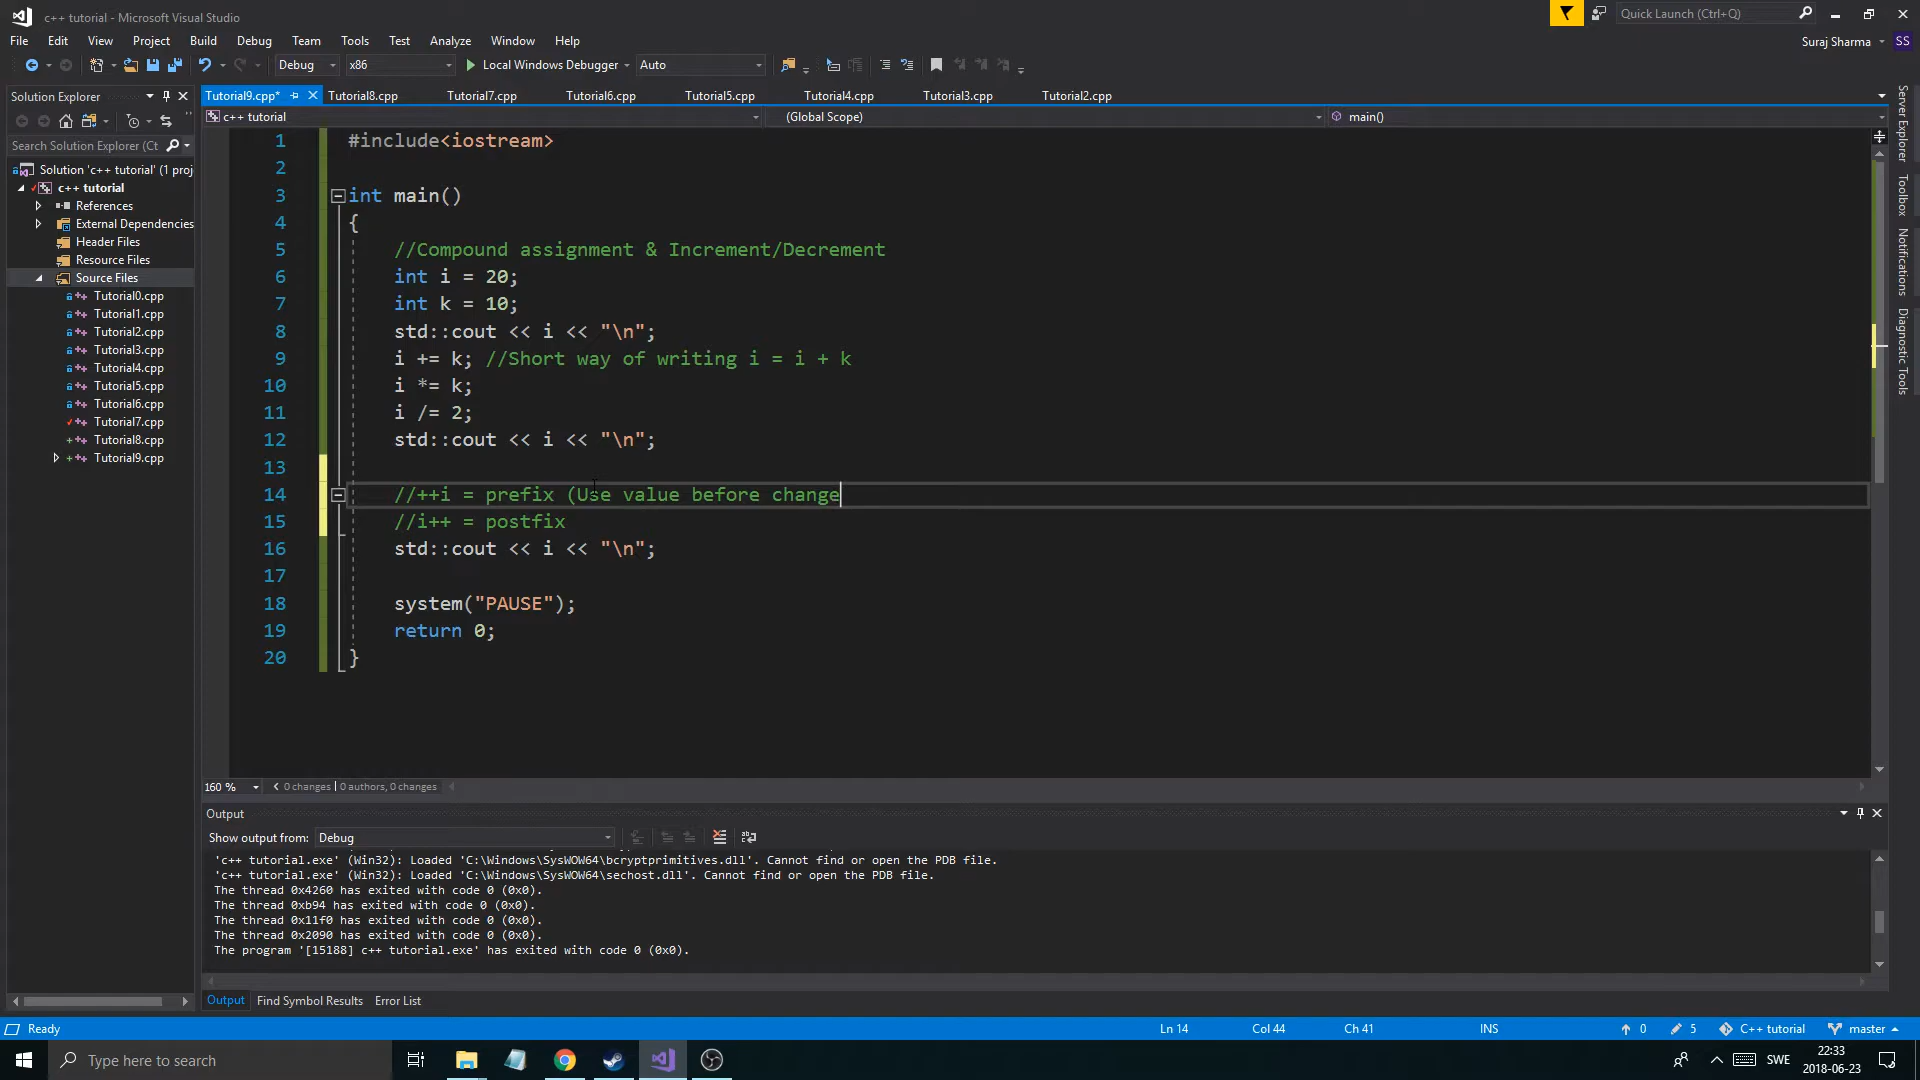 c++ tutorial - Microsoft Visual Studio
Quick Launch (Ctrl+Q)
File Edit View Project Build Debug Team Tools Test Analyze Window Help
Suraj Sharma SS
Debug x86 Local Windows Debugger Auto
Solution Explorer
Tutorial9.cpp* Tutorial8.cpp Tutorial7.cpp Tutorial6.cpp Tutorial5.cpp Tutorial4.cpp Tutorial3.cpp Tutorial2.cpp
c++ tutorial (Global Scope) main()
Search Solution Explorer (Ct
Solution 'c++ tutorial' (1 proj
c++ tutorial
References
External Dependencies
Header Files
Resource Files
Source Files
Tutorial0.cpp
Tutorial1.cpp
Tutorial2.cpp
Tutorial3.cpp
Tutorial4.cpp
Tutorial5.cpp
Tutorial6.cpp
Tutorial7.cpp
Tutorial8.cpp
Tutorial9.cpp
1 #include<iostream>
2
3 int main()
4 {
5 //Compound assignment & Increment/Decrement
6 int i = 20;
7 int k = 10;
8 std::cout << i << "\n";
9 i += k; //Short way of writing i = i + k
10 i *= k;
11 i /= 2;
12 std::cout << i << "\n";
13
14 //++i = prefix (Use value before change
15 //i++ = postfix
16 std::cout << i << "\n";
17
18 system("PAUSE");
19 return 0;
20 }
Server Explorer
Toolbox
Notifications
Diagnostic Tools
160 % 0 changes | 0 authors, 0 changes
Output
Show output from: Debug
'c++ tutorial.exe' (Win32): Loaded 'C:\Windows\SysWOW64\bcryptprimitives.dll'. Cannot find or open the PDB file.
'c++ tutorial.exe' (Win32): Loaded 'C:\Windows\SysWOW64\sechost.dll'. Cannot find or open the PDB file.
The thread 0x4260 has exited with code 0 (0x0).
The thread 0xb94 has exited with code 0 (0x0).
The thread 0x11f0 has exited with code 0 (0x0).
The thread 0x2090 has exited with code 0 (0x0).
The program '[15188] c++ tutorial.exe' has exited with code 0 (0x0).
Output Find Symbol Results Error List
Ready Ln 14 Col 44 Ch 41 INS 0 5 C++ tutorial master
Type here to search
SWE
22:33
2018-06-23